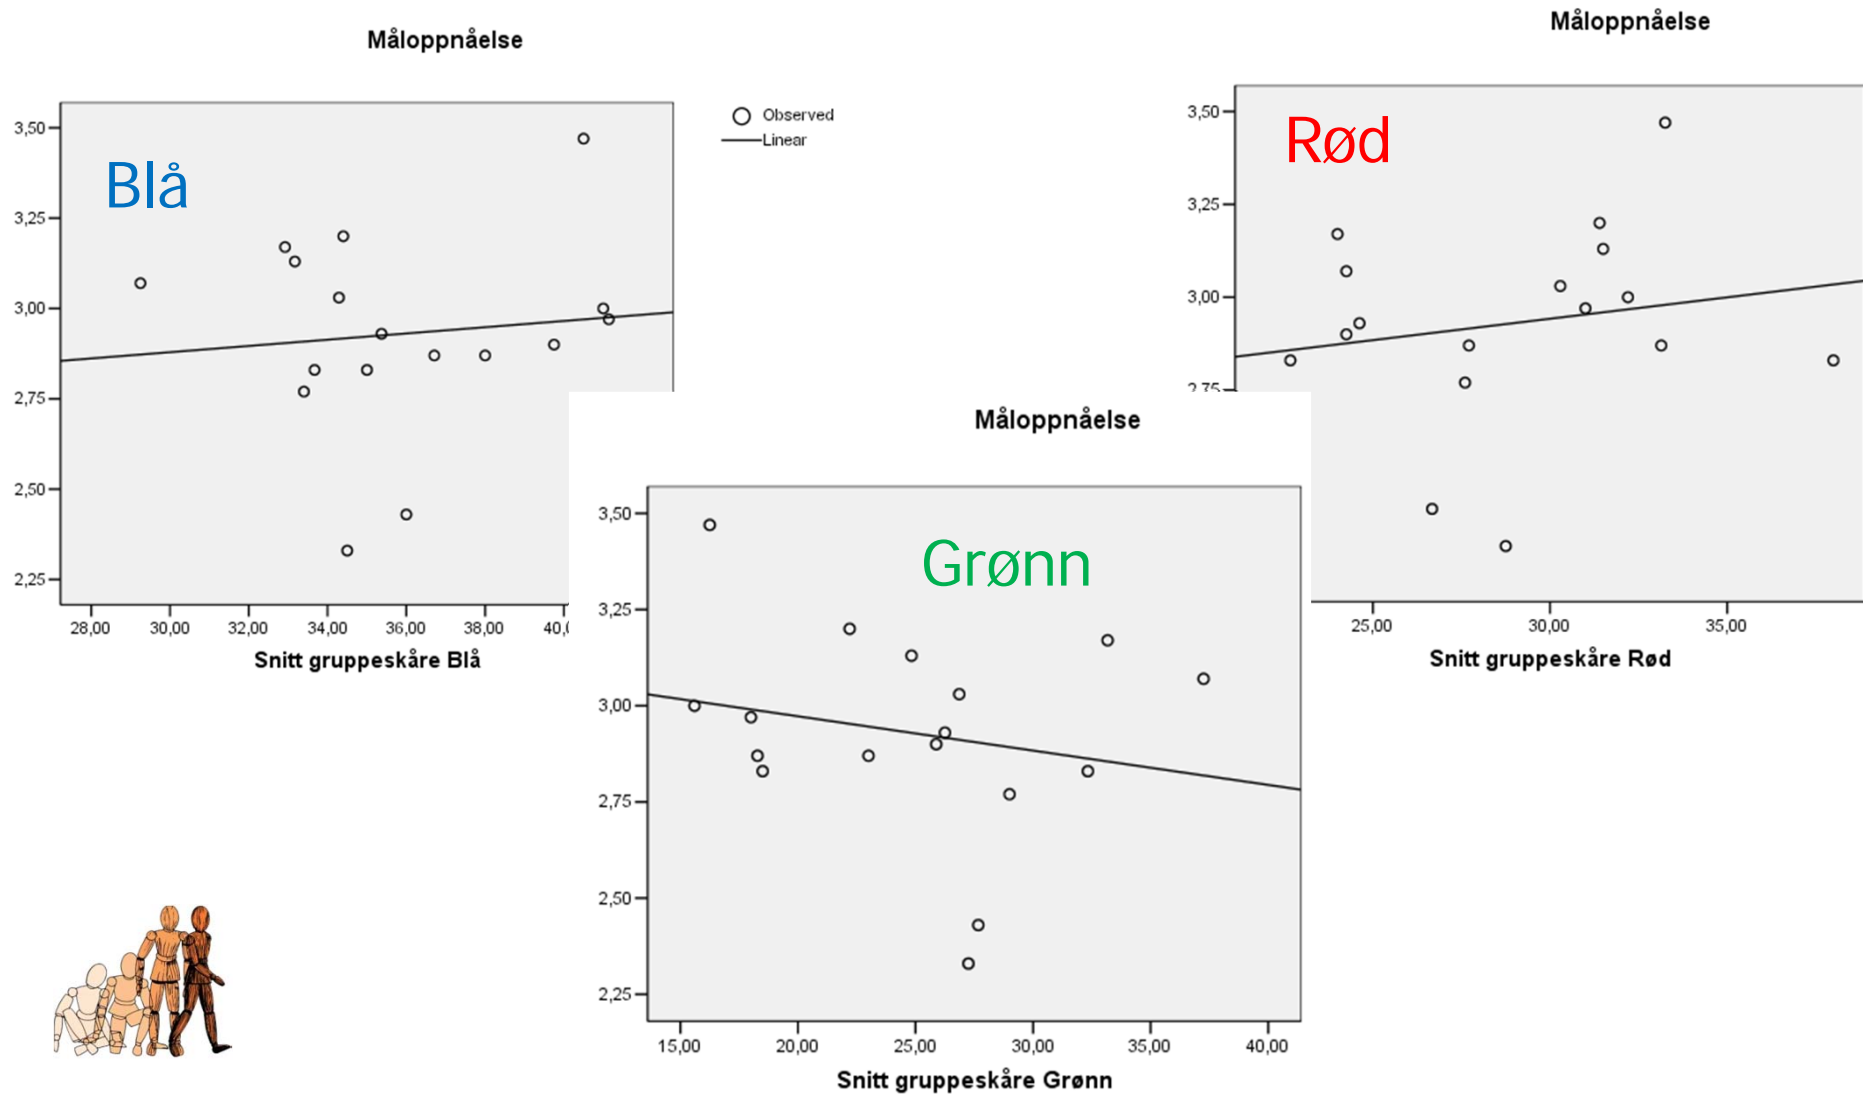 Måloppnåelse
3,50
3,25
3,00
2,75
2,50
2,25
Blå
28,00 30,00 32,00 34,00 36,00 38,00
Snitt gruppeskåre Blå
Observed
Linear
Måloppnåelse
3,50
3,25
3,00
2,75
Rød
25,00 30,00 35,00
Snitt gruppeskåre Rød
Måloppnåelse
3,50
3,25
3,00
2,75
2,50
2,25
Grønn
15,00 20,00 25,00 30,00 35,00 40,00
Snitt gruppeskåre Grønn